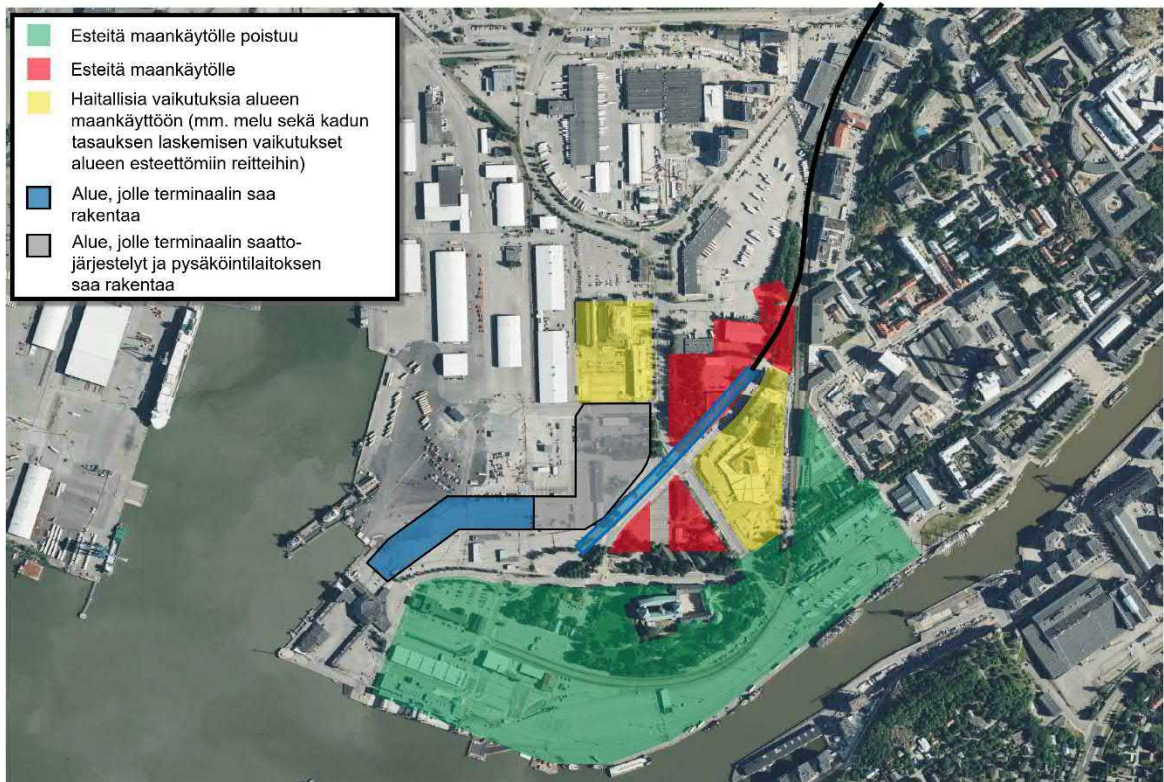 Esteitä maankäytölle poistuu
Esteitä maankäytölle
Haitallisia vaikutuksia alueen
maankäyttöön (mm. melu sekä kadun
tasauksen laskemisen vaikutukset
alueen esteettömiin reitteihin)
Alue, jolle terminaalin saa
rakentaa
Alue, jolle terminaalin saatto-
järjestelyt ja pysäköintilaitoksen
saa rakentaa